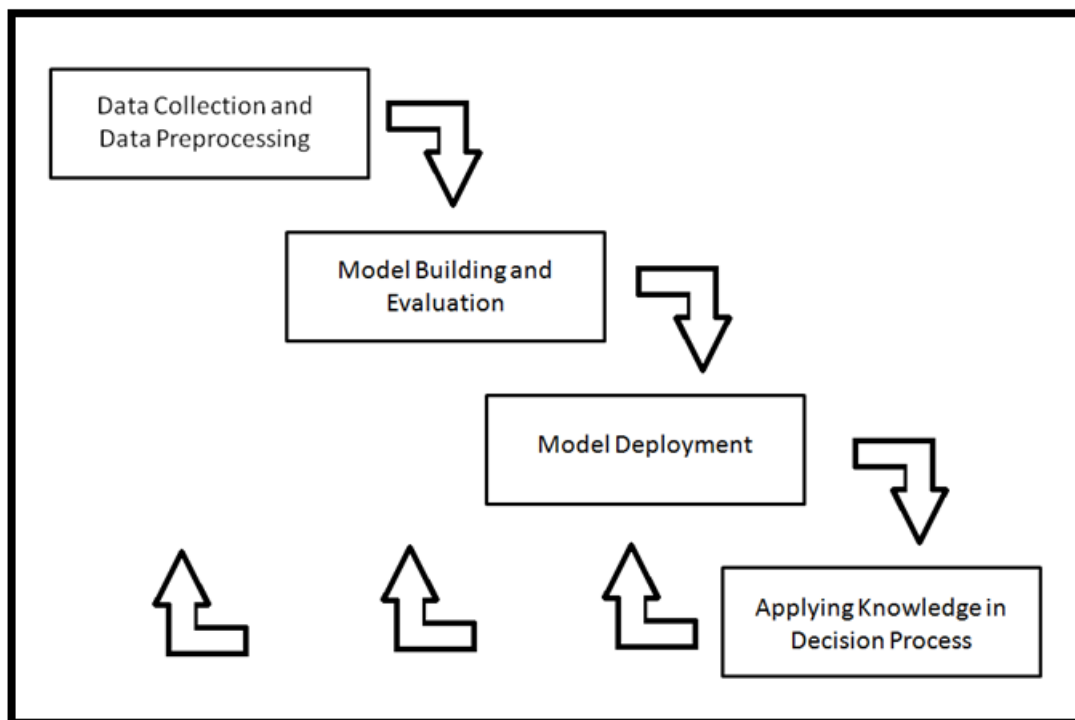 Data Collection and
Data Preprocessing
Model Building and
Evaluation
Model Deployment
Applying Knowledge in
Decision Process